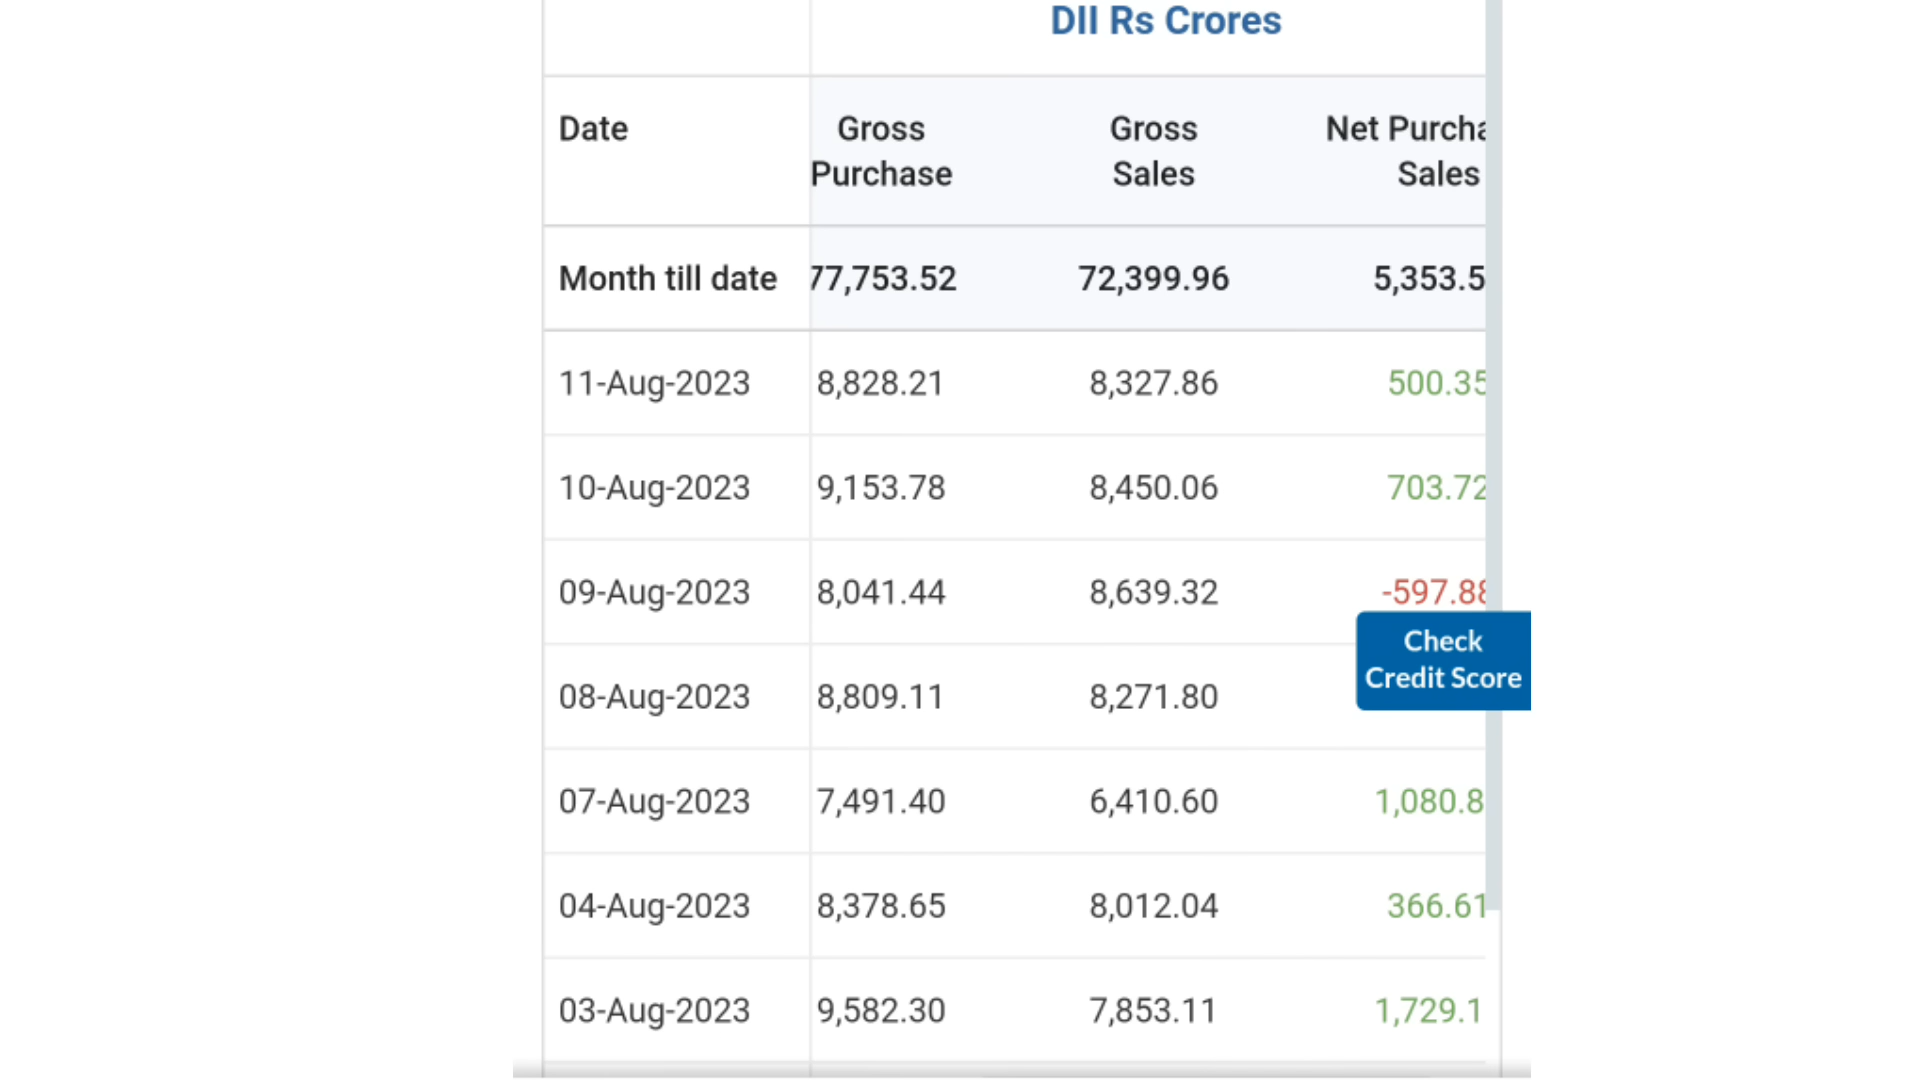 DII Rs Crores
Date Gross Purchase Gross Sales Net Purcha Sales
Month till date 77,753.52 72,399.96 5,353.5
11-Aug-2023 8,828.21 8,327.86 500.35
10-Aug-2023 9,153.78 8,450.06 703.72
09-Aug-2023 8,041.44 8,639.32 -597.88
Check
Credit Score
08-Aug-2023 8,809.11 8,271.80
07-Aug-2023 7,491.40 6,410.60 1,080.8
04-Aug-2023 8,378.65 8,012.04 366.61
03-Aug-2023 9,582.30 7,853.11 1,729.1